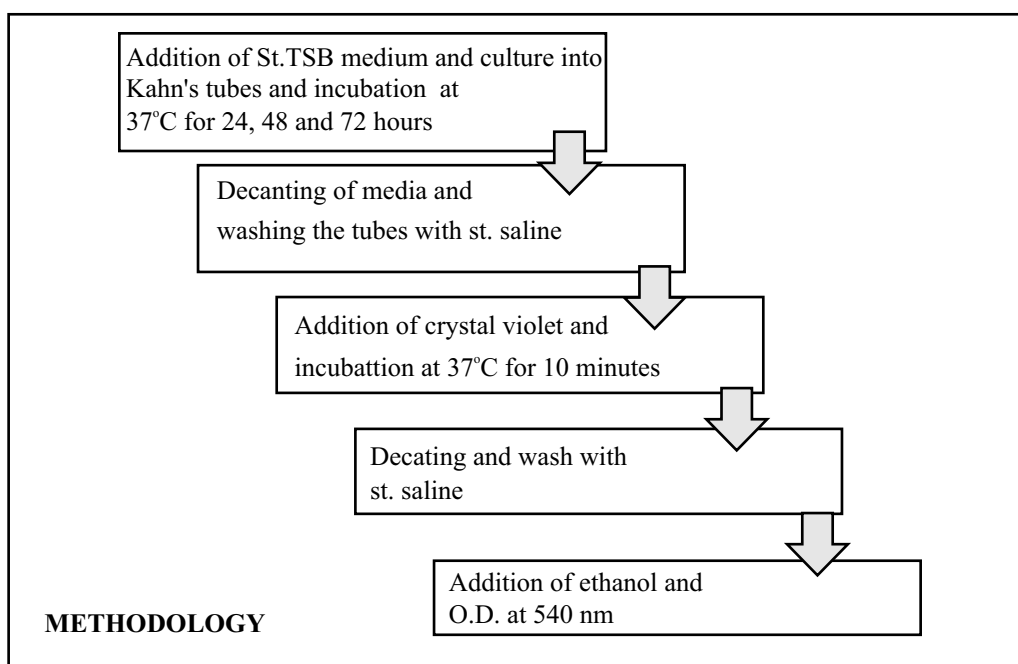 Addition of St.TSB medium and culture into
Kahn's tubes and incubation at
37°C for 24, 48 and 72 hours
Decanting of media and
washing the tubes with st. saline
Addition of crystal violet and
incubattion at 37°C for 10 minutes
Decating and wash with
st. saline
Addition of ethanol and
O.D. at 540 nm
METHODOLOGY